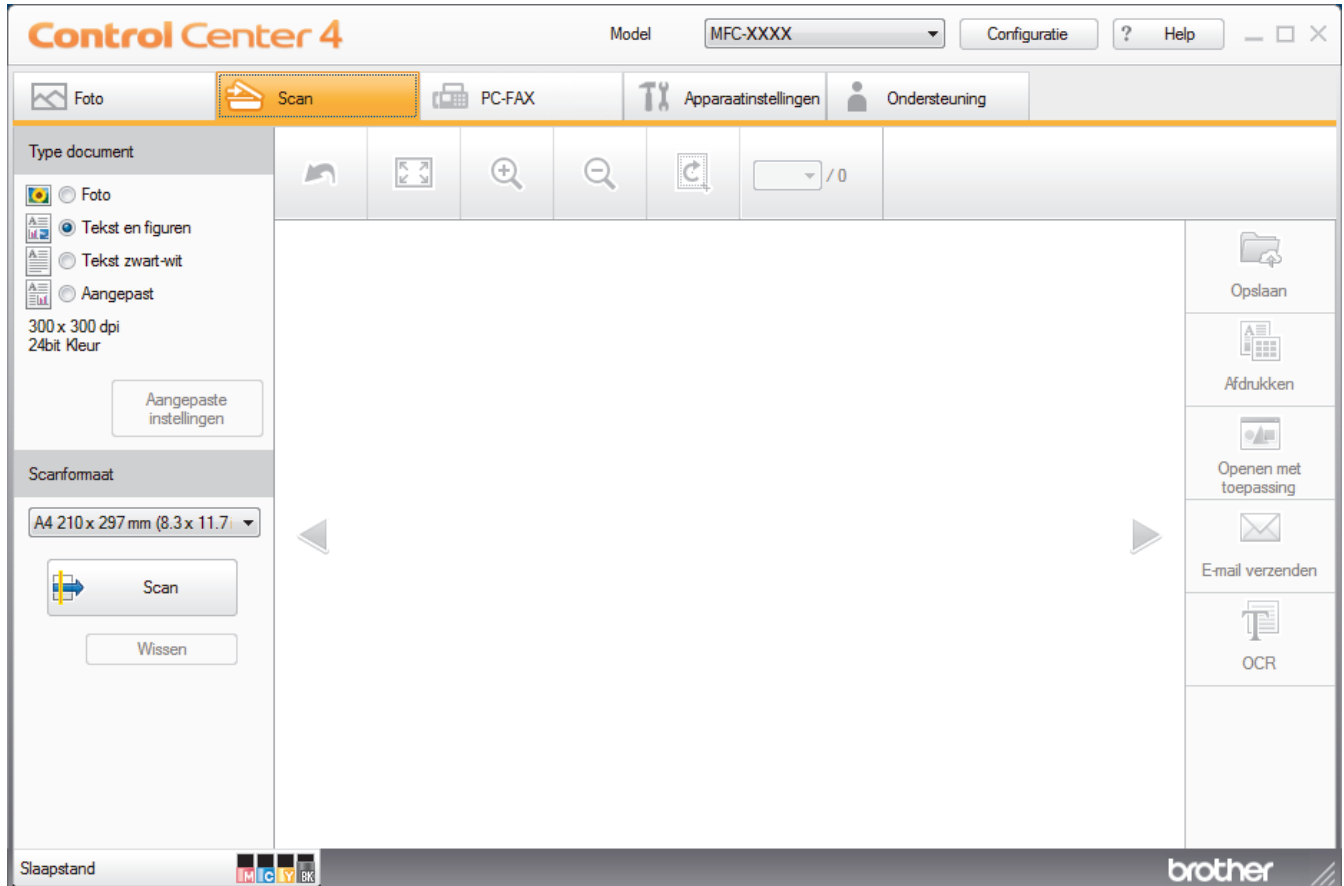 Control Center 4
Model
MFC-XXXX
Configuratie
? Help
Foto
Scan
PC-FAX
Apparaatinstellingen
Ondersteuning
Type document
/ 0
Foto
Tekst en figuren
Tekst zwart-wit
Aangepast
300 x 300 dpi
24bit Kleur
Aangepaste
instellingen
Scanformaat
A4 210 x 297 mm (8.3 x 11.7
Scan
Wissen
Opslaan
Afdrukken
Openen met
toepassing
E-mail verzenden
OCR
Slaapstand
M C Y BK
brother